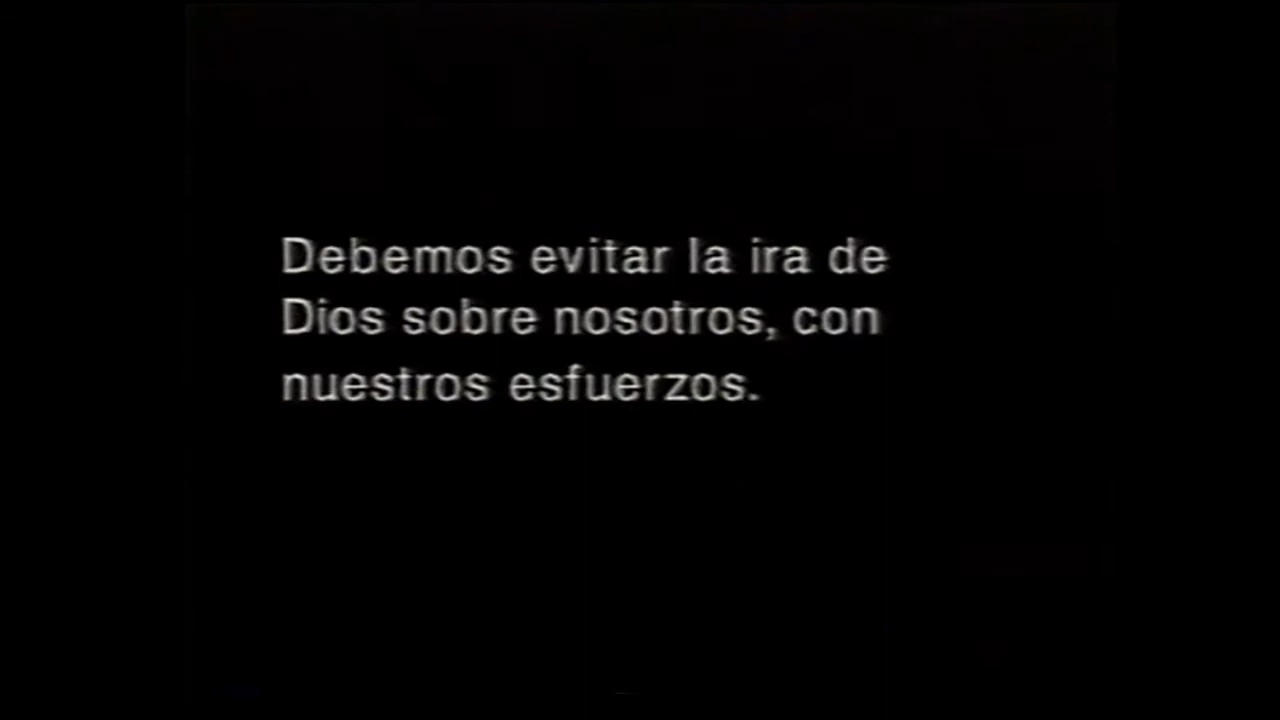 Debemos evitar la ira de
Dios sobre nosotros, con
nuestros esfuerzos.